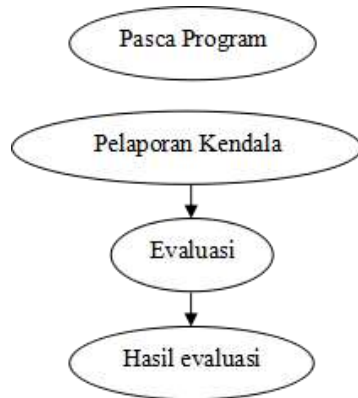 Pasca Program
Pelaporan Kendala
Evaluasi
Hasil evaluasi